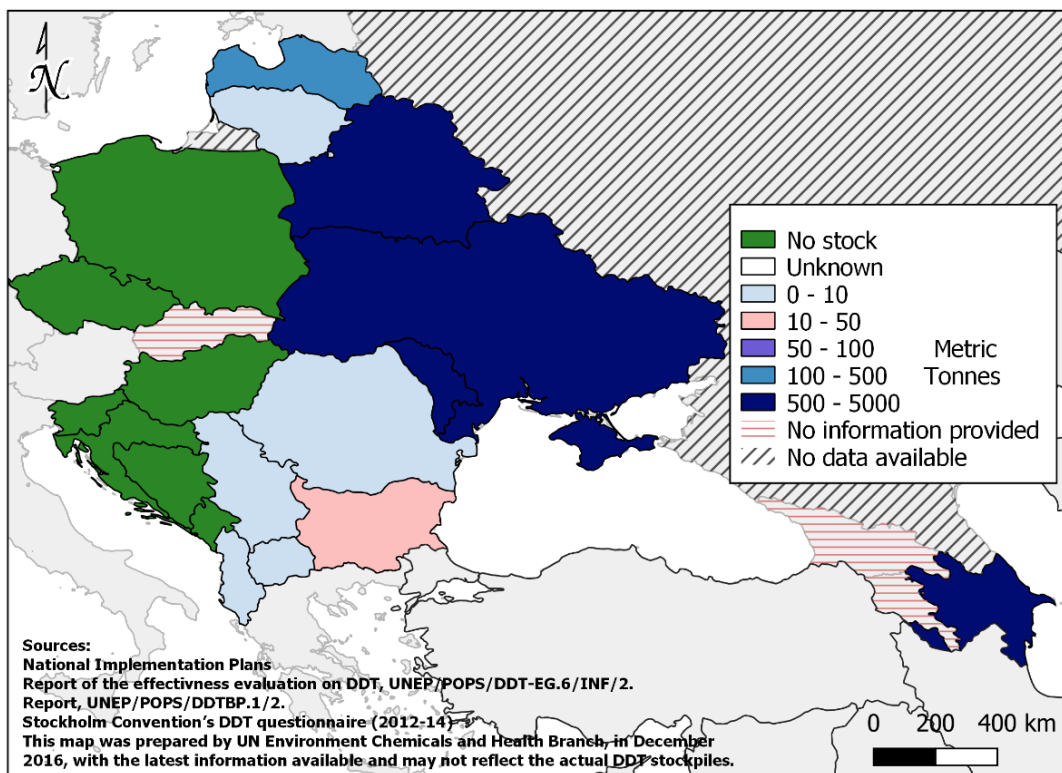 N
No stock
Unknown
0 - 10
10 - 50
50 - 100
Metric
100 - 500
Tonnes
500 - 5000
No information provided
No data available
Sources:
National Implementation Plans
Report of the effectivness evaluation on DDT, UNEP/POPS/DDT-EG.6/INF/2.
Report, UNEP/POPS/DDTBP.1/2.
Stockholm Convention's DDT questionnaire (2012-14)
This map was prepared by UN Environment Chemicals and Health Branch, in December
2016, with the latest information available and may not reflect the actual DDT stockpiles.
0 200 400 km